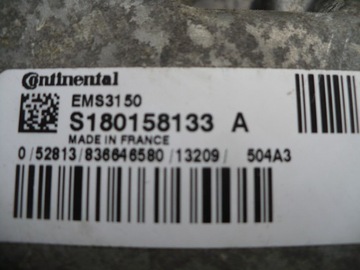 Continental
EMS3150
S180158133 A
MADE IN FRANCE
0/52813/836646580/13209/ 504A3